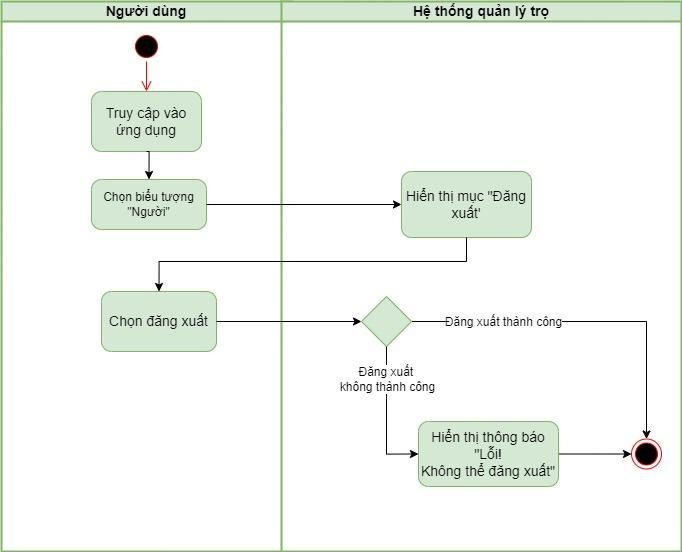 Người dùng
Hệ thống quản lý trọ
Truy cập vào
ứng dụng
Chọn biểu tượng
"Người"
Hiển thị mục "Đăng
xuất'
Chọn đăng xuất
Đăng xuất thành công
Đăng xuất
không thành công
Hiển thị thông báo
"Lỗi!
Không thể đăng xuất"